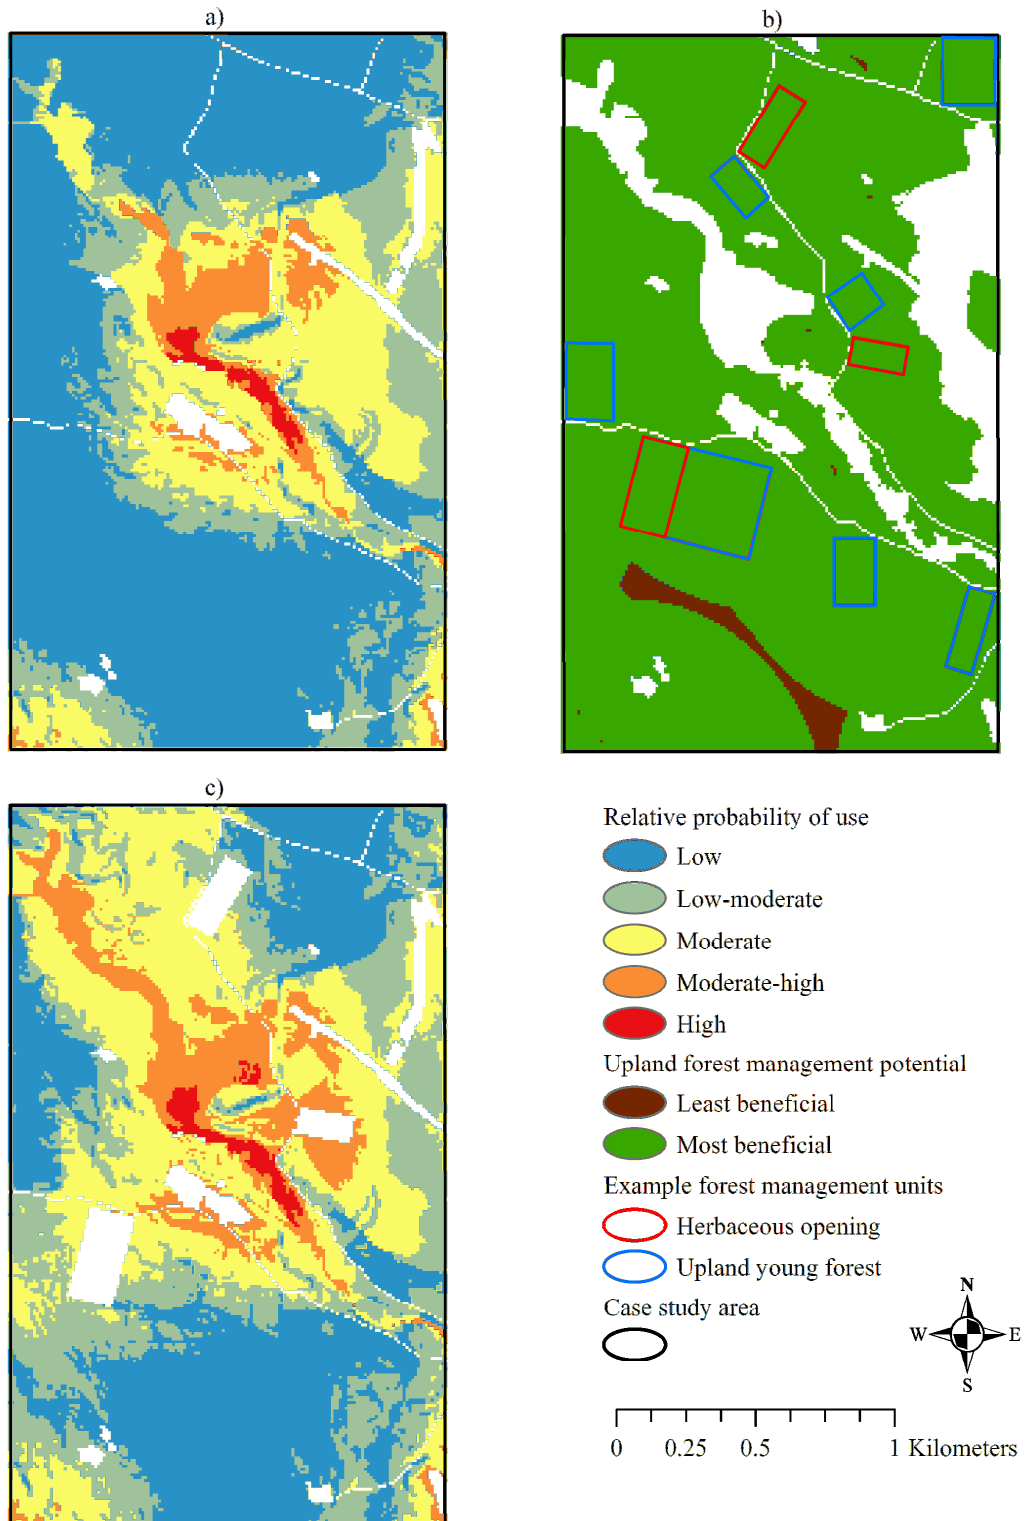 a)
b)
c)
Relative probability of use
Low
Low-moderate
Moderate
Moderate-high
High
Upland forest management potential
Least beneficial
Most beneficial
Example forest management units
Herbaceous opening
Upland young forest
Case study area
N
W E
S
0 0.25 0.5 1 Kilometers